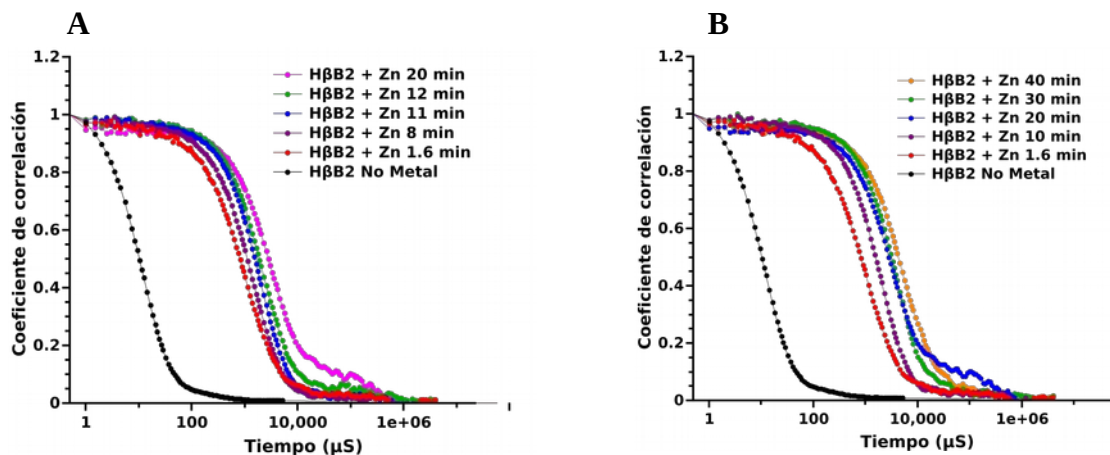 A
1.2
1
0.8
0.6
0.4
0.2
0
Coeficiente de correlación
HβB2 + Zn 20 min
HβB2 + Zn 12 min
HβB2 + Zn 11 min
HβB2 + Zn 8 min
HβB2 + Zn 1.6 min
HβB2 No Metal
1
100
10,000
1e+06
Tiempo (µS)
B
1.2
1
0.8
0.6
0.4
0.2
0
Coeficiente de correlación
HβB2 + Zn 40 min
HβB2 + Zn 30 min
HβB2 + Zn 20 min
HβB2 + Zn 10 min
HβB2 + Zn 1.6 min
HβB2 No Metal
1
100
10,000
1e+06
Tiempo (µS)